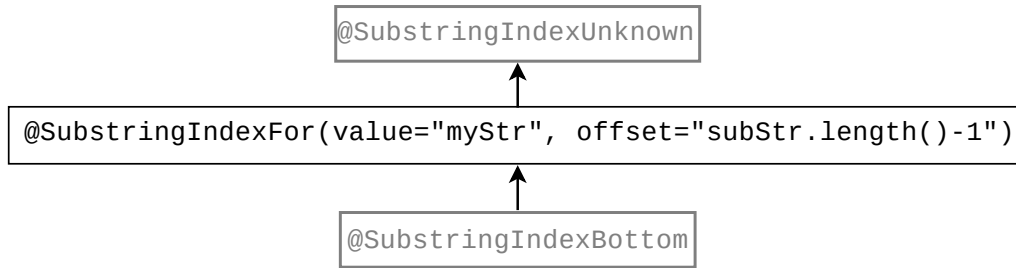 @SubstringIndexUnknown
@SubstringIndexFor(value="myStr", offset="subStr.length()-1")
@SubstringIndexBottom